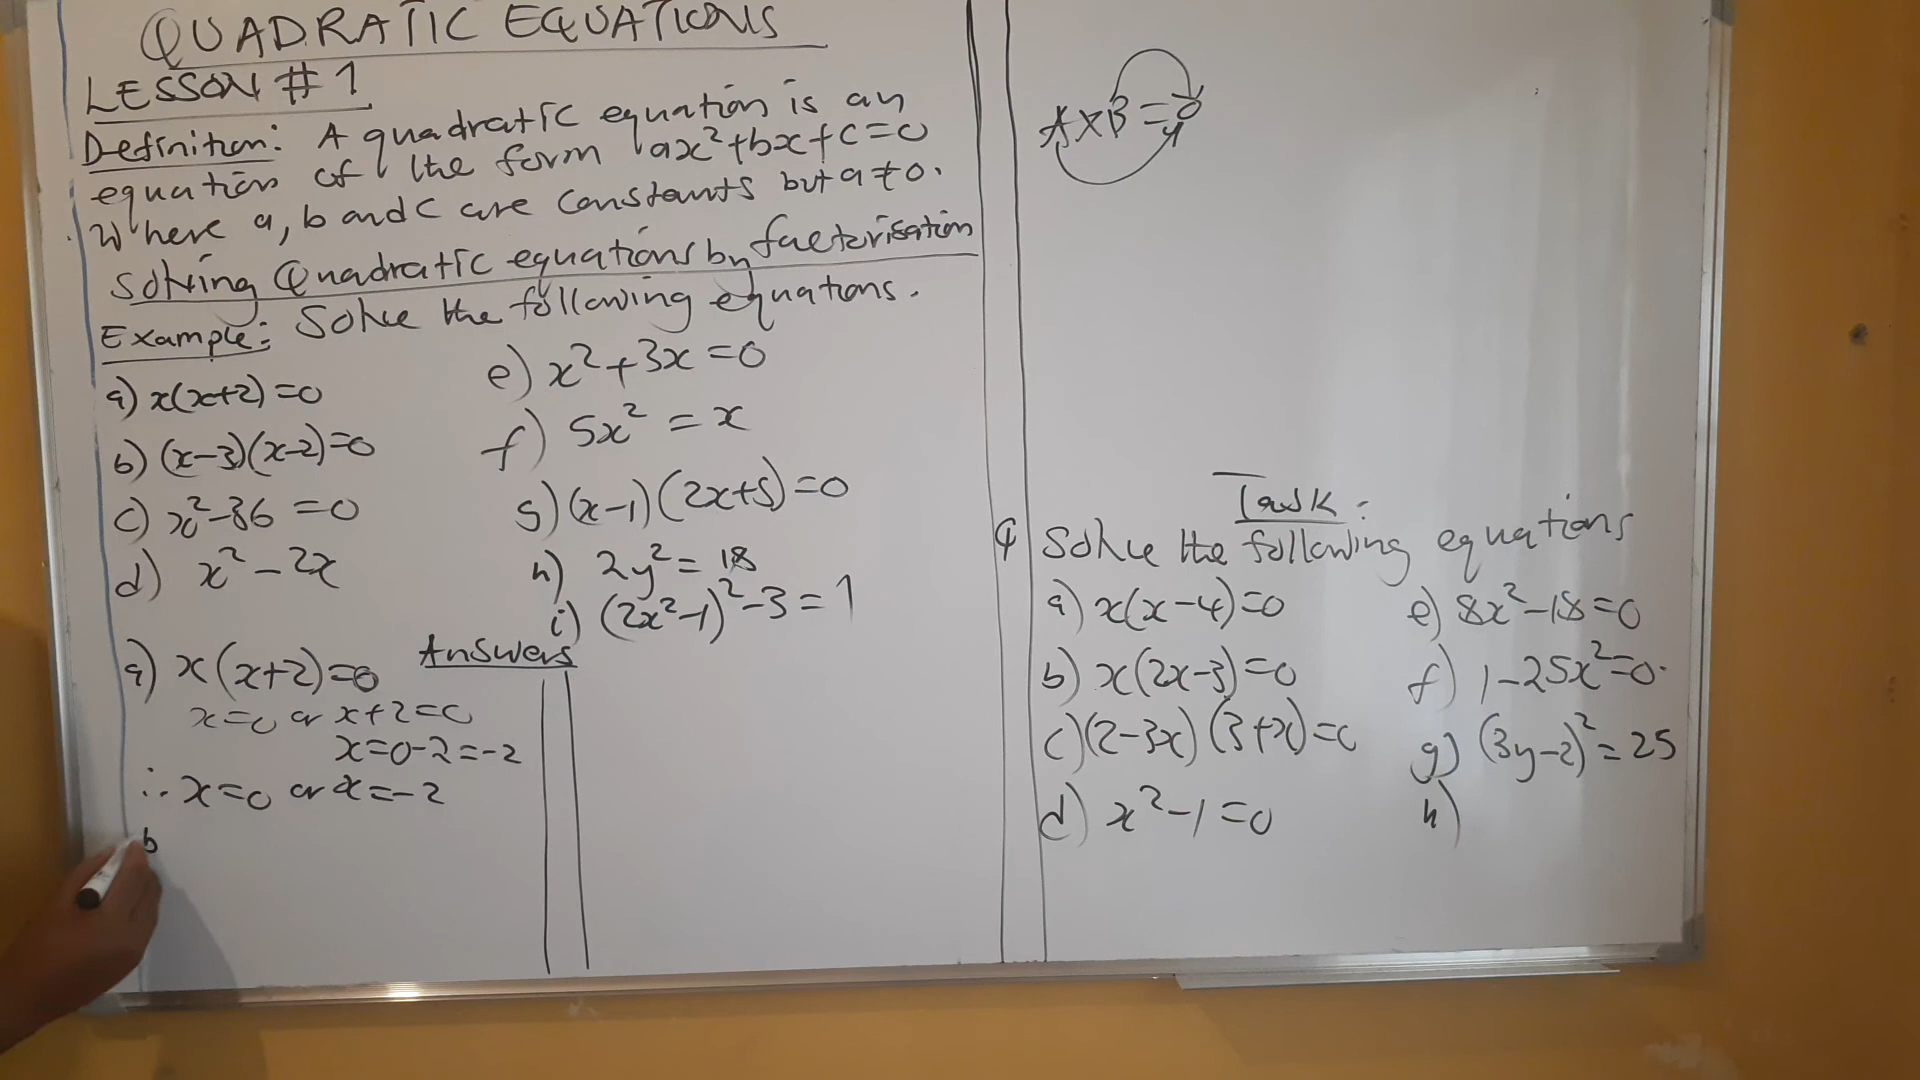 QUADRATIC EQUATIONS
LESSON # 1
Definition: A quadratic equation is an
equation of the form ax²+bx+c=0
Where a, b and c are constants but a≠0.
Solving Quadratic equations by factorisation
Example: Solve the following equations.
a) x(x+2)=0
b) (x-3)(x-2)=0
c) x²-36=0
d) x²-2x
e) x²+3x=0
f) 5x²=x
g) (x-1)(2x+5)=0
h) 2y²=18
i) (2x²-1)²-3=1
Answers
a) x(x+2)=0
x=0 or x+2=0
x=0-2=-2
∴ x=0 or x=-2
b
A×B=0
Task:
Solve the following equations
a) x(x-4)=0
b) x(2x-3)=0
c) (2-3x)(3+x)=0
d) x²-1=0
e) 8x²-18=0
f) 1-25x²=0.
g) (3y-2)²=25
h)